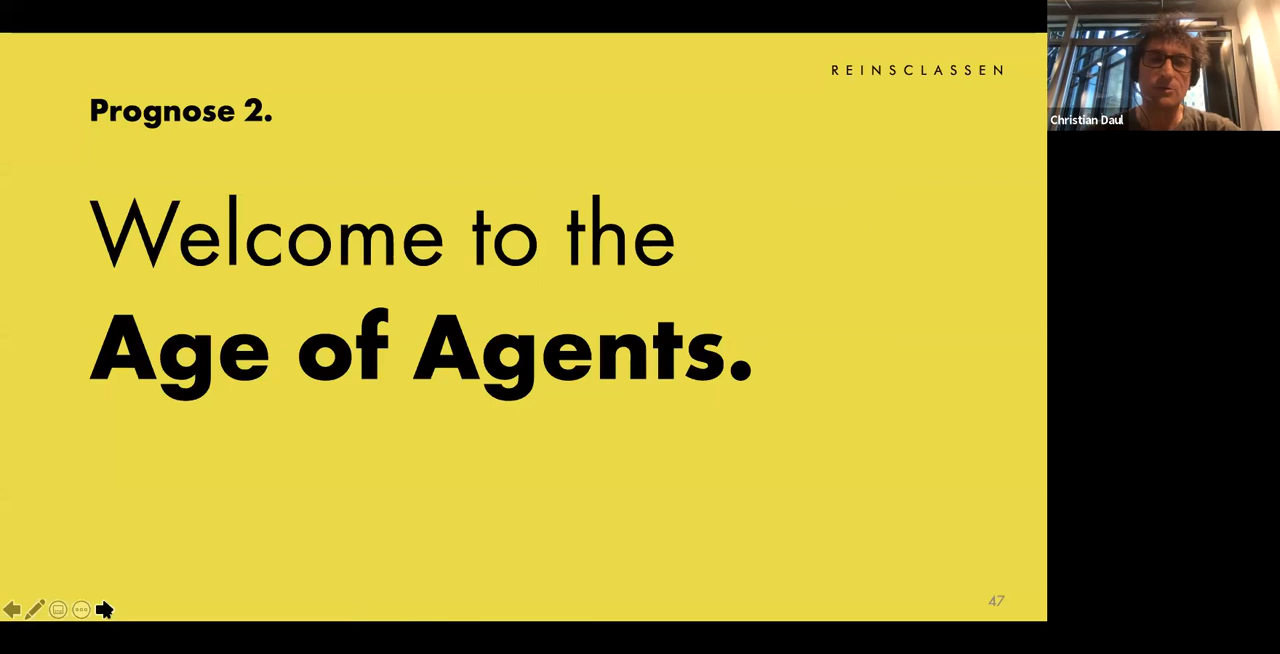 REINSCLASSEN
Prognose 2.
Welcome to the
Age of Agents.
47
Christian Daul